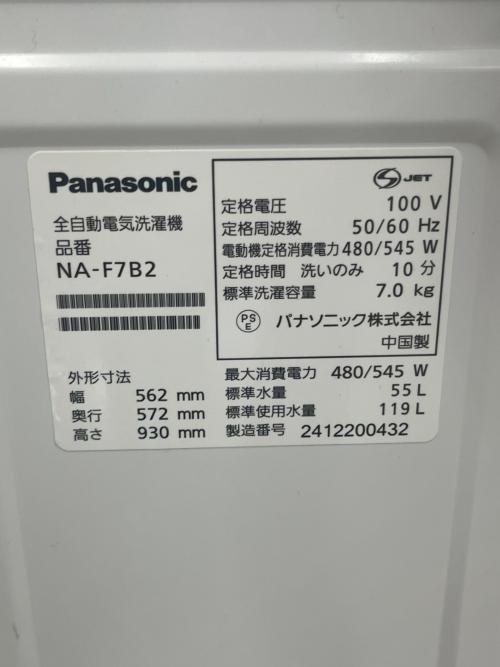 Panasonic
全自動電気洗濯機
品番
NA-F7B2
外形寸法
幅 562 mm
奥行 572 mm
高さ 930 mm
S JET
定格電圧 100 V
定格周波数 50/60 Hz
電動機定格消費電力 480/545 W
定格時間 洗いのみ 10 分
標準洗濯容量 7.0 kg
PS E パナソニック株式会社
中国製
最大消費電力 480/545 W
標準水量 55 L
標準使用水量 119 L
製造番号 2412200432